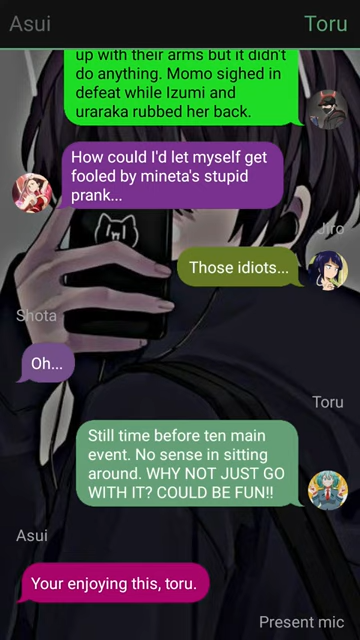 Asui
Toru
up with their arms but it didn't
do anything. Momo sighed in
defeat while Izumi and
uraraka rubbed her back.
How could I'd let myself get
fooled by mineta's stupid
prank...
Jiro
Those idiots...
Shota
Oh...
Toru
Still time before ten main
event. No sense in sitting
around. WHY NOT JUST GO
WITH IT? COULD BE FUN!!
Asui
Your enjoying this, toru.
Present mic